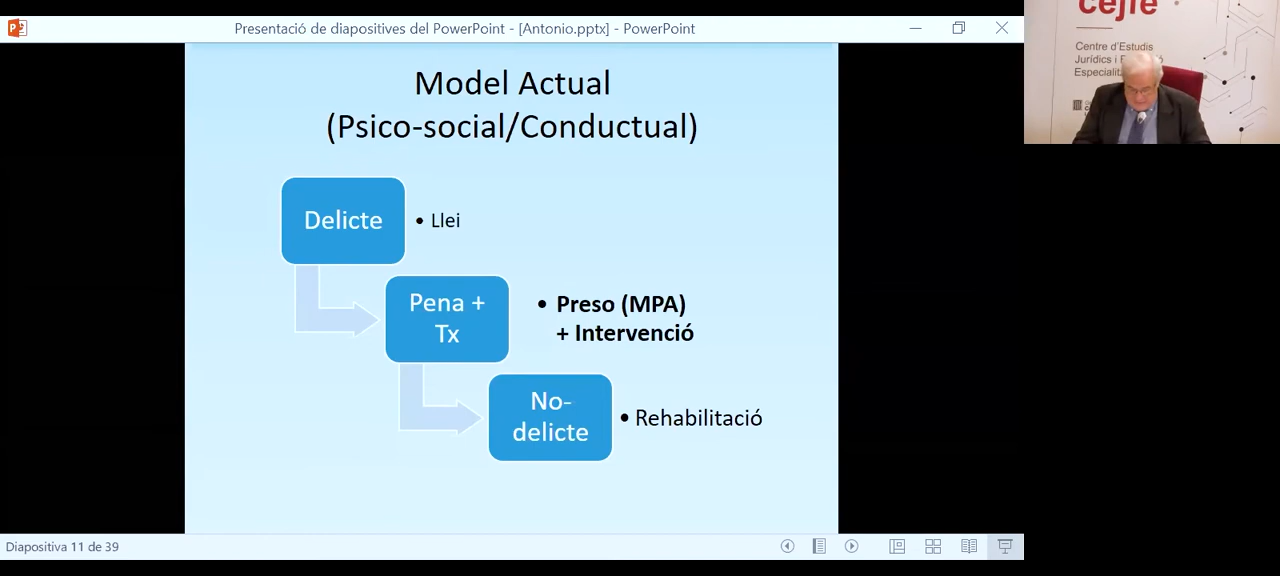 Presentació de diapositives del PowerPoint - [Antonio.pptx] - PowerPoint
Model Actual
(Psico-social/Conductual)
Delicte
• Llei
Pena +
Tx
• Preso (MPA)
+ Intervenció
No-
delicte
• Rehabilitació
Diapositiva 11 de 39
cejfe
Centre d'Estudis
Jurídics i
Especialit